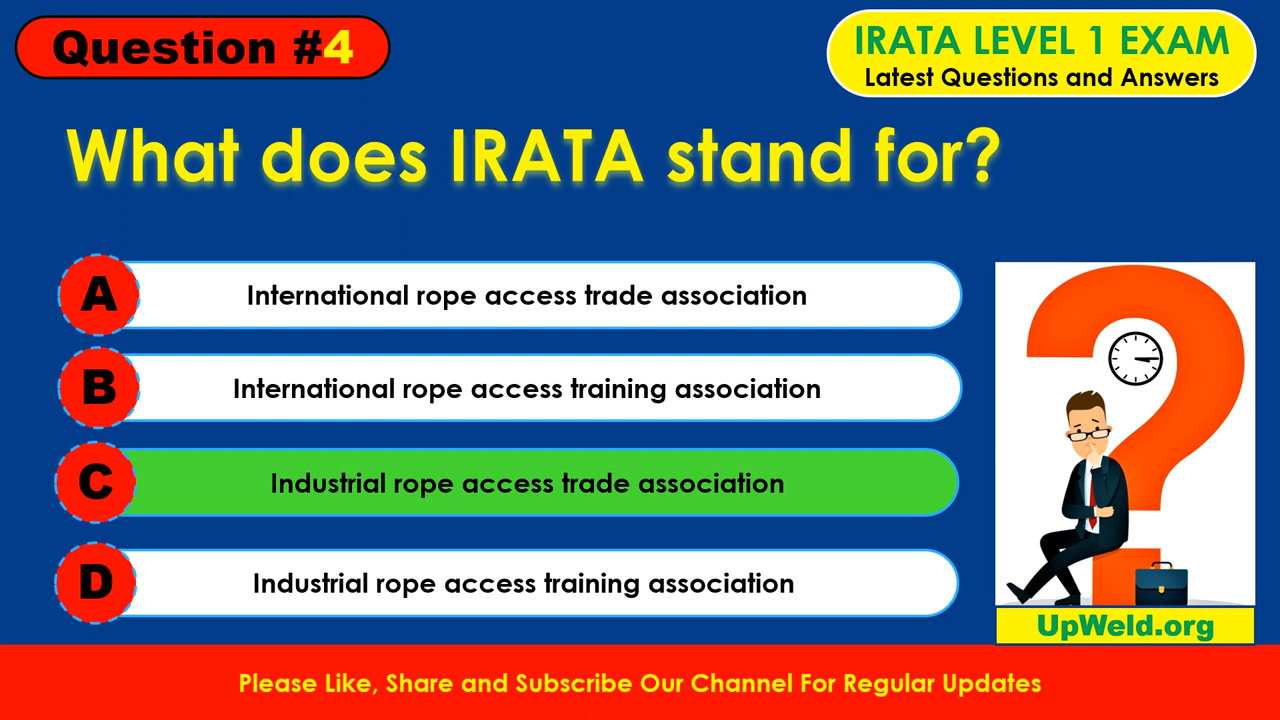 Question #4
IRATA LEVEL 1 EXAM
Latest Questions and Answers
What does IRATA stand for?
A
International rope access trade association
B
International rope access training association
C
Industrial rope access trade association
D
Industrial rope access training association
UpWeld.org
Please Like, Share and Subscribe Our Channel For Regular Updates